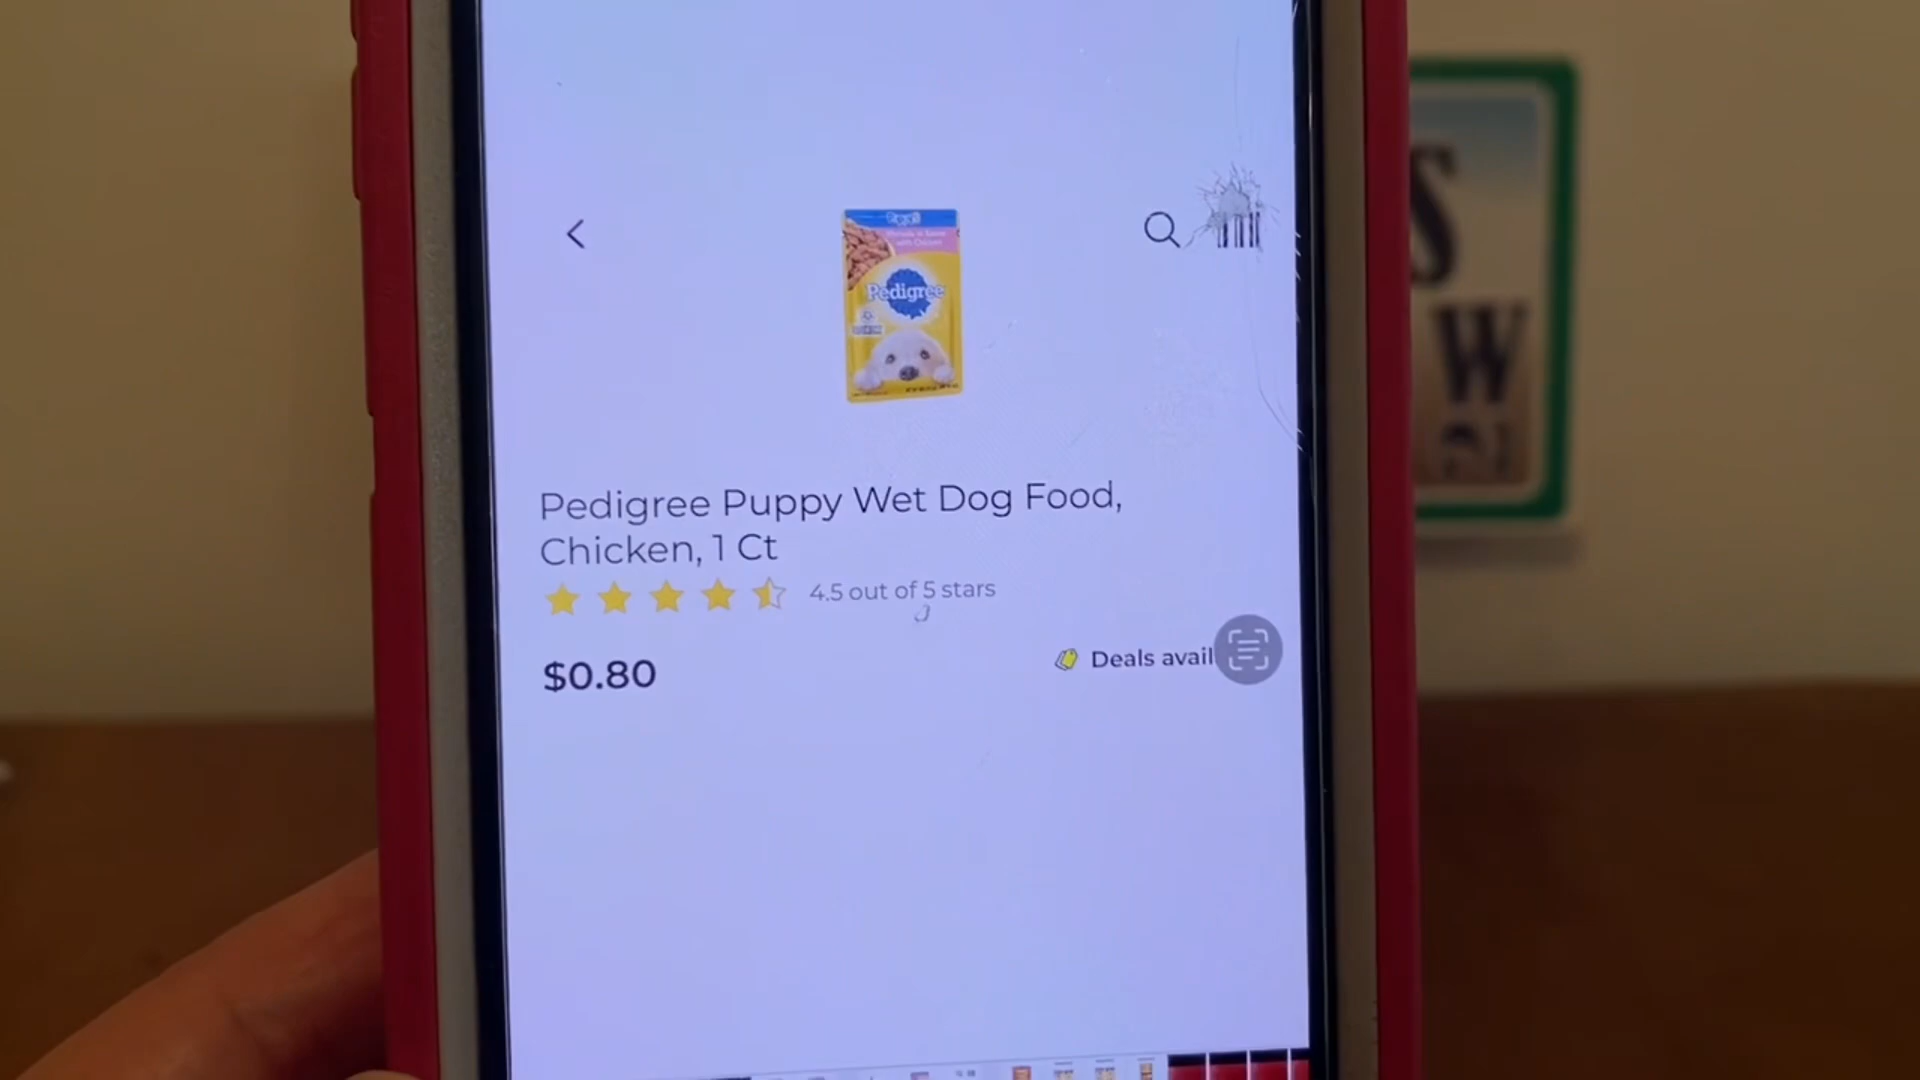 Pedigree
Pedigree Puppy Wet Dog Food,
Chicken, 1 Ct
4.5 out of 5 stars
$0.80
Deals avail
S
W